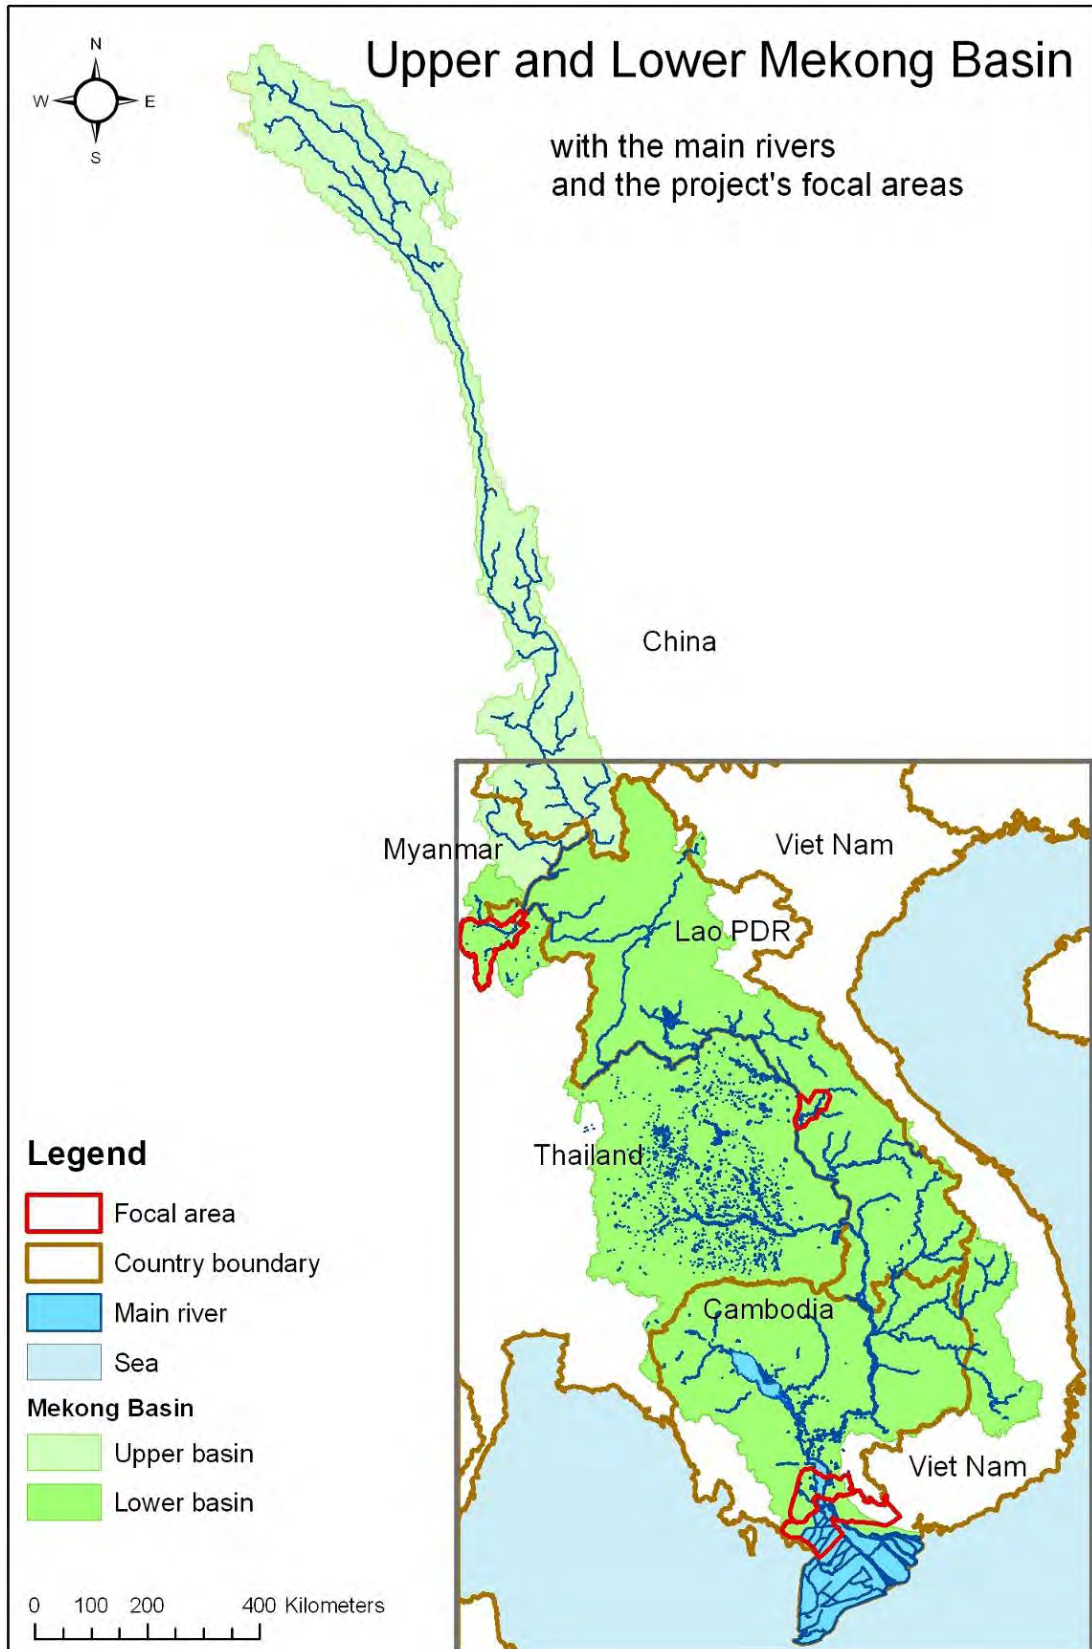 Upper and Lower Mekong Basin
with the main rivers
and the project's focal areas
N
W
E
S
China
Myanmar
Viet Nam
Lao PDR
Thailand
Cambodia
Viet Nam
Legend
Focal area
Country boundary
Main river
Sea
Mekong Basin
Upper basin
Lower basin
0 100 200 400 Kilometers